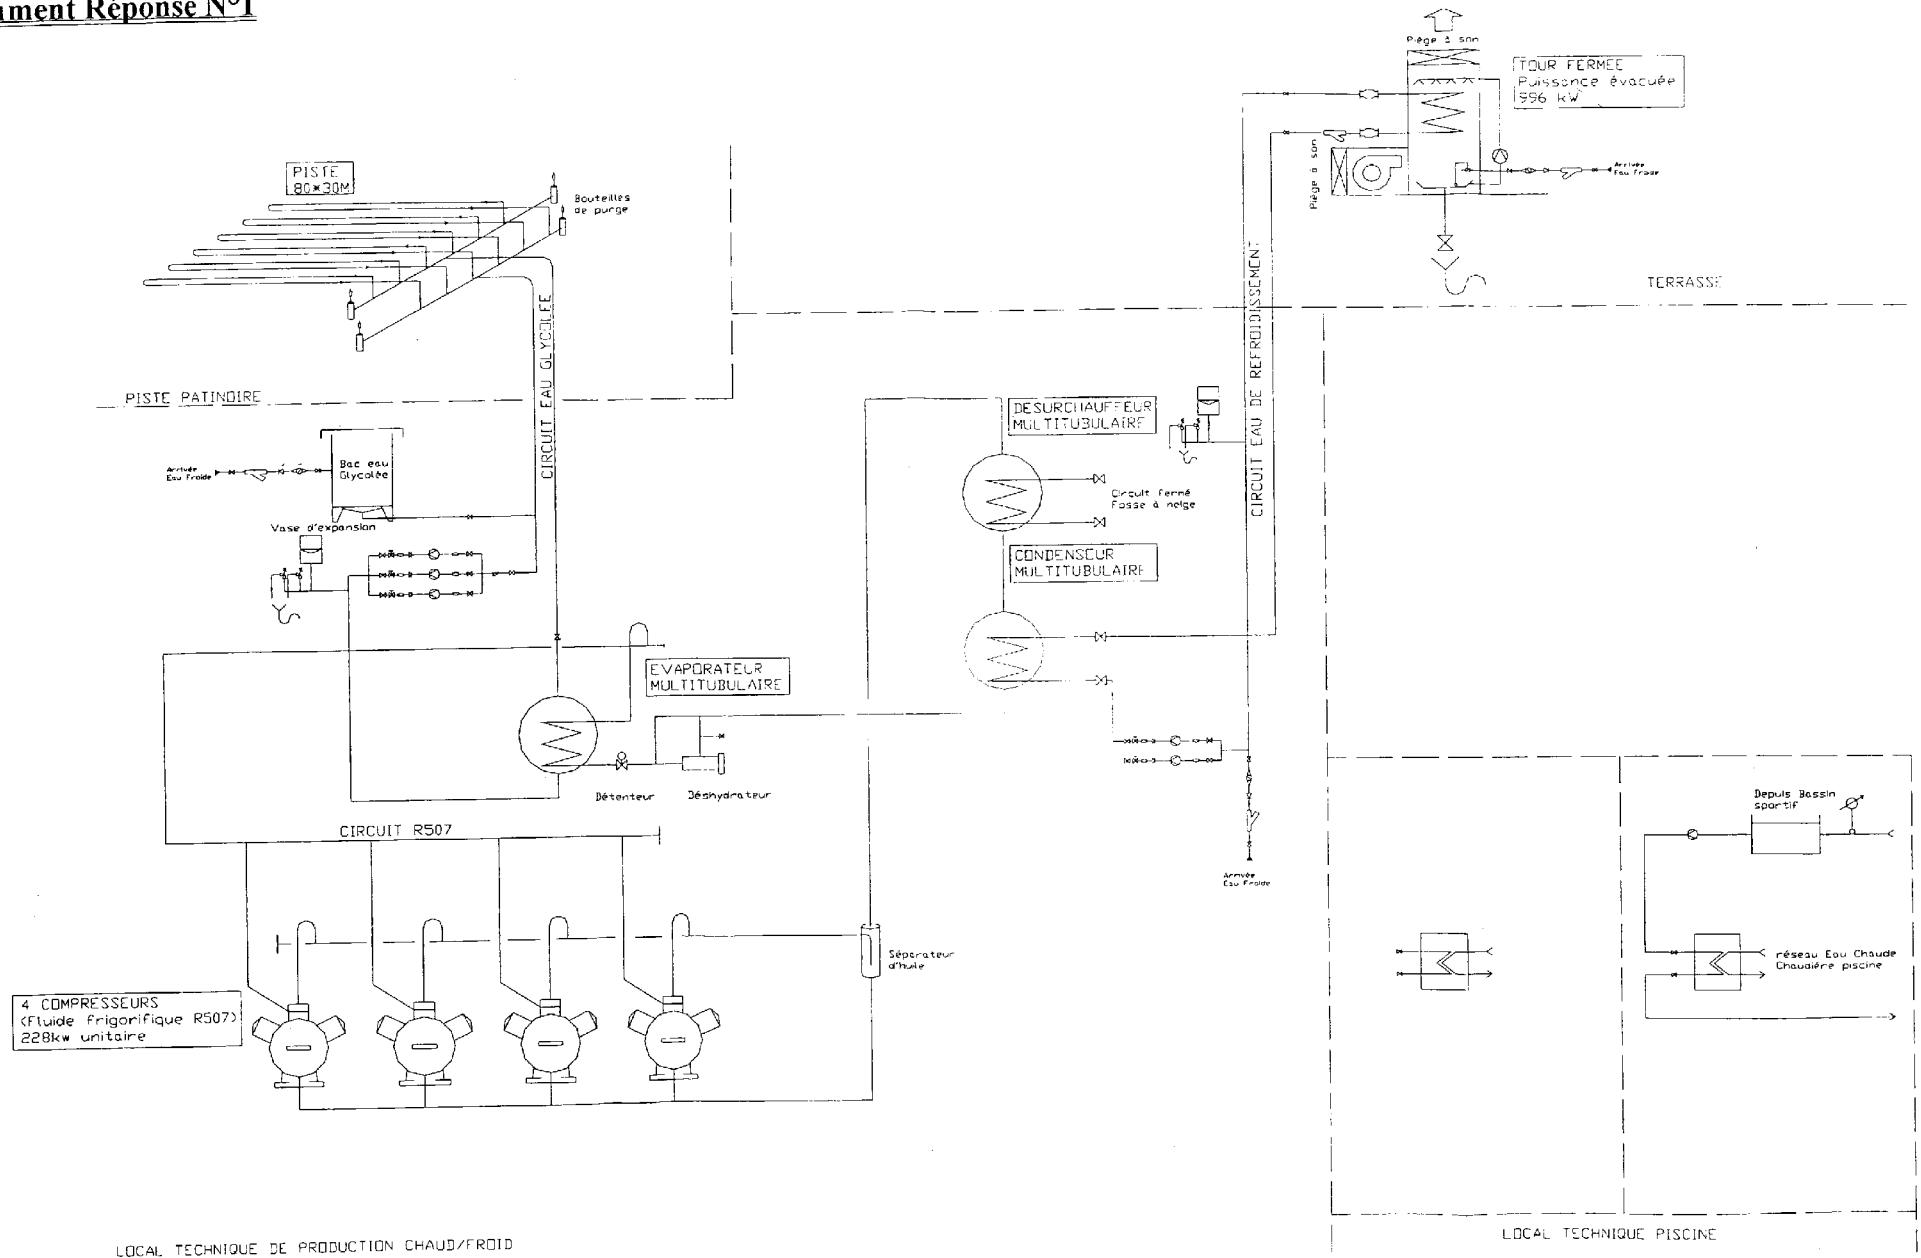 ument Réponse N°1
Piège à son
TOUR FERMEE
Puissance évacuée
996 kW
PISTE
80*30M
Bouteilles
de purge
Piège à son
Arrivée
Eau Froide
TERRASSE
CIRCUIT EAU GLYCOLEE
CIRCUIT EAU DE REFROIDISSEMENT
PISTE PATINOIRE
DESURCHAUFFEUR
MULTITUBULAIRE
Arrivée
Eau Froide
Bac eau
Glycolée
Circuit fermé
Fosse à neige
Vase d'expansion
CONDENSEUR
MULTITUBULAIRE
EVAPORATEUR
MULTITUBULAIRE
Détenteur
Déshydrateur
Depuis Bassin
sportif
CIRCUIT R507
Arrivée
Eau Froide
Séparateur
d'huile
réseau Eau Chaude
Chaudière piscine
4 COMPRESSEURS
(Fluide frigorifique R507)
228kw unitaire
LOCAL TECHNIQUE PISCINE
LOCAL TECHNIQUE DE PRODUCTION CHAUD/FROID